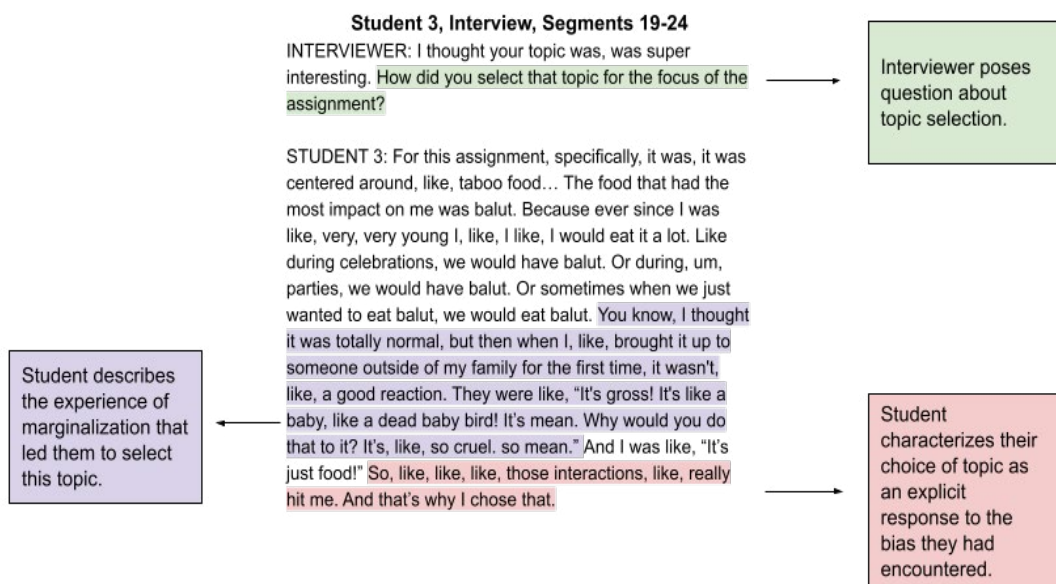 Student 3, Interview, Segments 19-24
INTERVIEWER: I thought your topic was, was super
interesting. How did you select that topic for the focus of the
assignment?
Interviewer poses
question about
topic selection.
STUDENT 3: For this assignment, specifically, it was, it was
centered around, like, taboo food… The food that had the
most impact on me was balut. Because ever since I was
like, very, very young I, like, I like, I would eat it a lot. Like
during celebrations, we would have balut. Or during, um,
parties, we would have balut. Or sometimes when we just
wanted to eat balut, we would eat balut. You know, I thought
it was totally normal, but then when I, like, brought it up to
someone outside of my family for the first time, it wasn't,
like, a good reaction. They were like, “It's gross! It's like a
baby, like a dead baby bird! It’s mean. Why would you do
that to it? It’s, like, so cruel. so mean.” And I was like, “It’s
just food!” So, like, like, like, those interactions, like, really
hit me. And that’s why I chose that.
Student describes
the experience of
marginalization that
led them to select
this topic.
Student
characterizes their
choice of topic as
an explicit
response to the
bias they had
encountered.